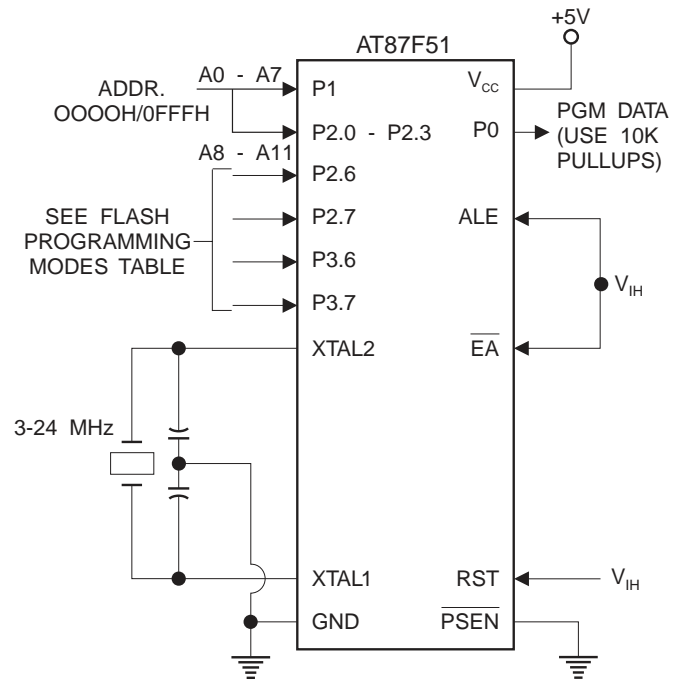 +5V
AT87F51
A0 - A7
P1
VCC
ADDR.
OOOOH/0FFFH
P2.0 - P2.3
P0
PGM DATA
(USE 10K
PULLUPS)
A8 - A11
P2.6
SEE FLASH
PROGRAMMING
MODES TABLE
P2.7
ALE
P3.6
VIH
P3.7
XTAL2
EA
3-24 MHz
XTAL1
RST
VIH
GND
PSEN